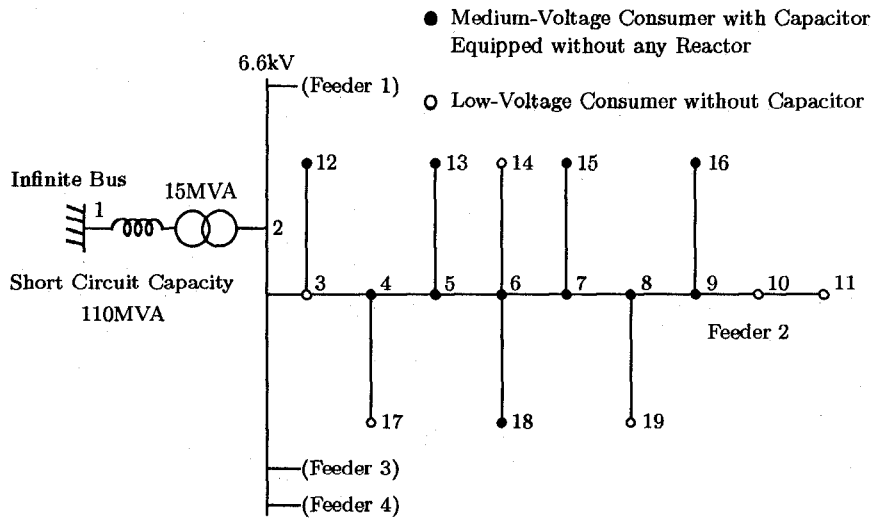 Medium-Voltage Consumer with Capacitor
Equipped without any Reactor
6.6kV
(Feeder 1)
Low-Voltage Consumer without Capacitor
12
13
14
15
16
Infinite Bus
1
15MVA
2
Short Circuit Capacity
110MVA
3
4
5
6
7
8
9
10
11
Feeder 2
17
18
19
(Feeder 3)
(Feeder 4)